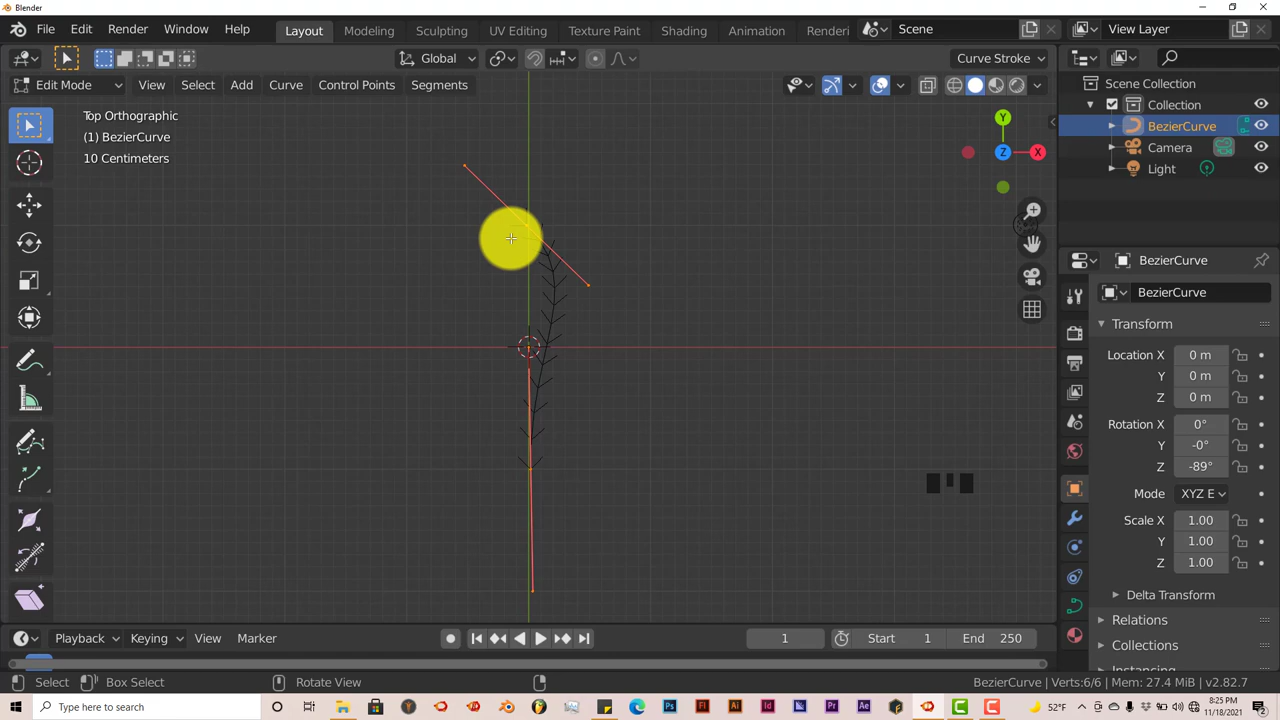 Blender
File Edit Render Window Help Layout Modeling Sculpting UV Editing Texture Paint Shading Animation Renderi Scene View Layer
Global Curve Stroke
Edit Mode View Select Add Curve Control Points Segments
Scene Collection
Collection
BezierCurve
Camera
Light
Top Orthographic
(1) BezierCurve
10 Centimeters
Y
Z
X
BezierCurve
BezierCurve
Transform
Location X 0 m
Y 0 m
Z 0 m
Rotation X 0°
Y -0°
Z -89°
Mode XYZ E
Scale X 1.00
Y 1.00
Z 1.00
Delta Transform
Relations
Collections
Instancing
Playback Keying View Marker 1 Start 1 End 250
Select Box Select Rotate View BezierCurve | Verts:6/6 | Mem: 27.4 MiB | v2.82.7
Type here to search
52°F
8:25 PM
11/18/2021